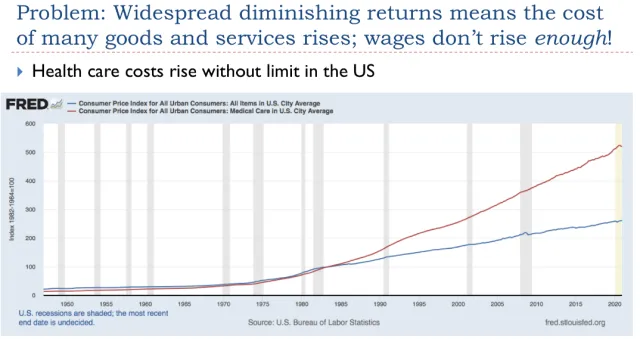 Problem: Widespread diminishing returns means the cost
of many goods and services rises; wages don't rise enough!
Health care costs rise without limit in the US
FRED
Consumer Price Index for All Urban Consumers: All Items in U.S. City Average
Consumer Price Index for All Urban Consumers: Medical Care in U.S. City Average
600
500
400
300
200
100
0
Index 1982-1984=100
1950 1955 1960 1965 1970 1975 1980 1985 1990 1995 2000 2005 2010 2015 2020
U.S. recessions are shaded; the most recent
end date is undecided.
Source: U.S. Bureau of Labor Statistics
fred.stlouisfed.org